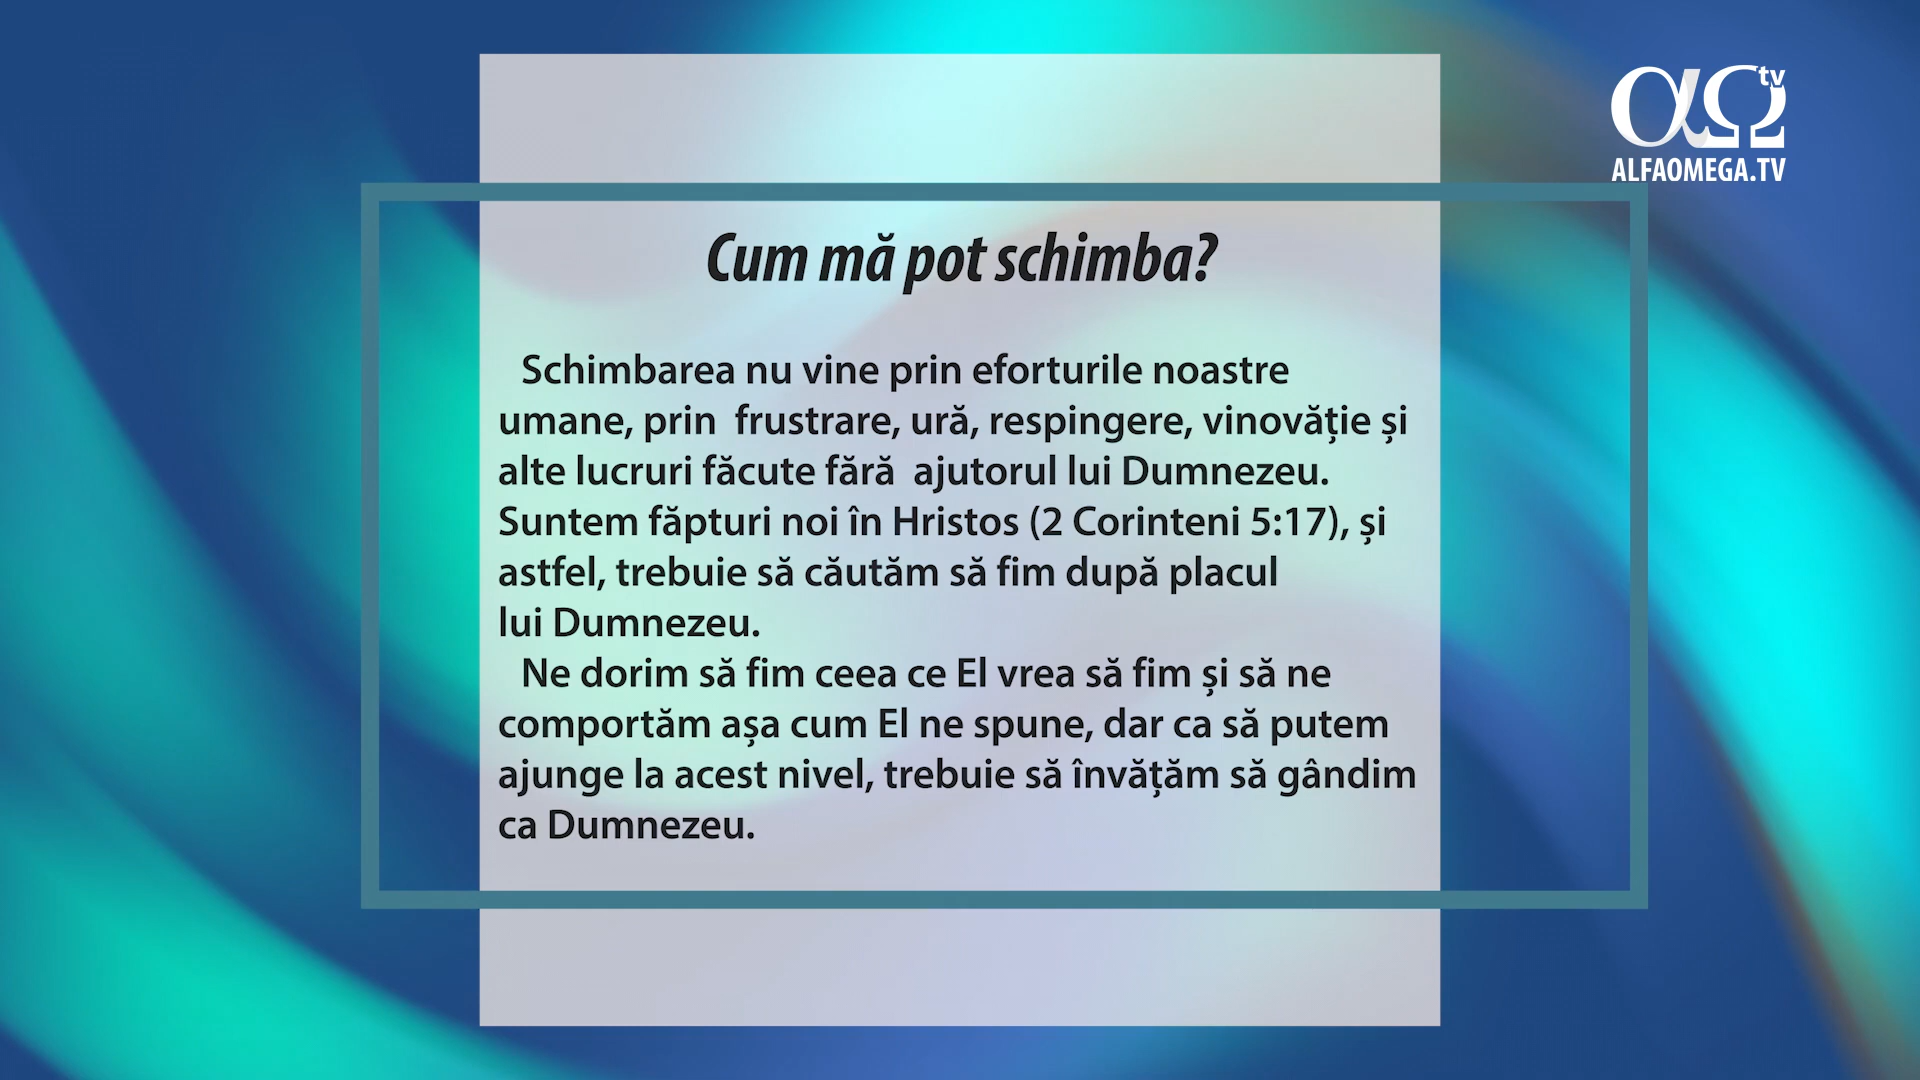 αΩ tv
ALFAOMEGA.TV
Cum mă pot schimba?
Schimbarea nu vine prin eforturile noastre
umane, prin frustrare, ură, respingere, vinovăție și
alte lucruri făcute fără ajutorul lui Dumnezeu.
Suntem făpturi noi în Hristos (2 Corinteni 5:17), și
astfel, trebuie să căutăm să fim după placul
lui Dumnezeu.
Ne dorim să fim ceea ce El vrea să fim și să ne
comportăm așa cum El ne spune, dar ca să putem
ajunge la acest nivel, trebuie să învățăm să gândim
ca Dumnezeu.